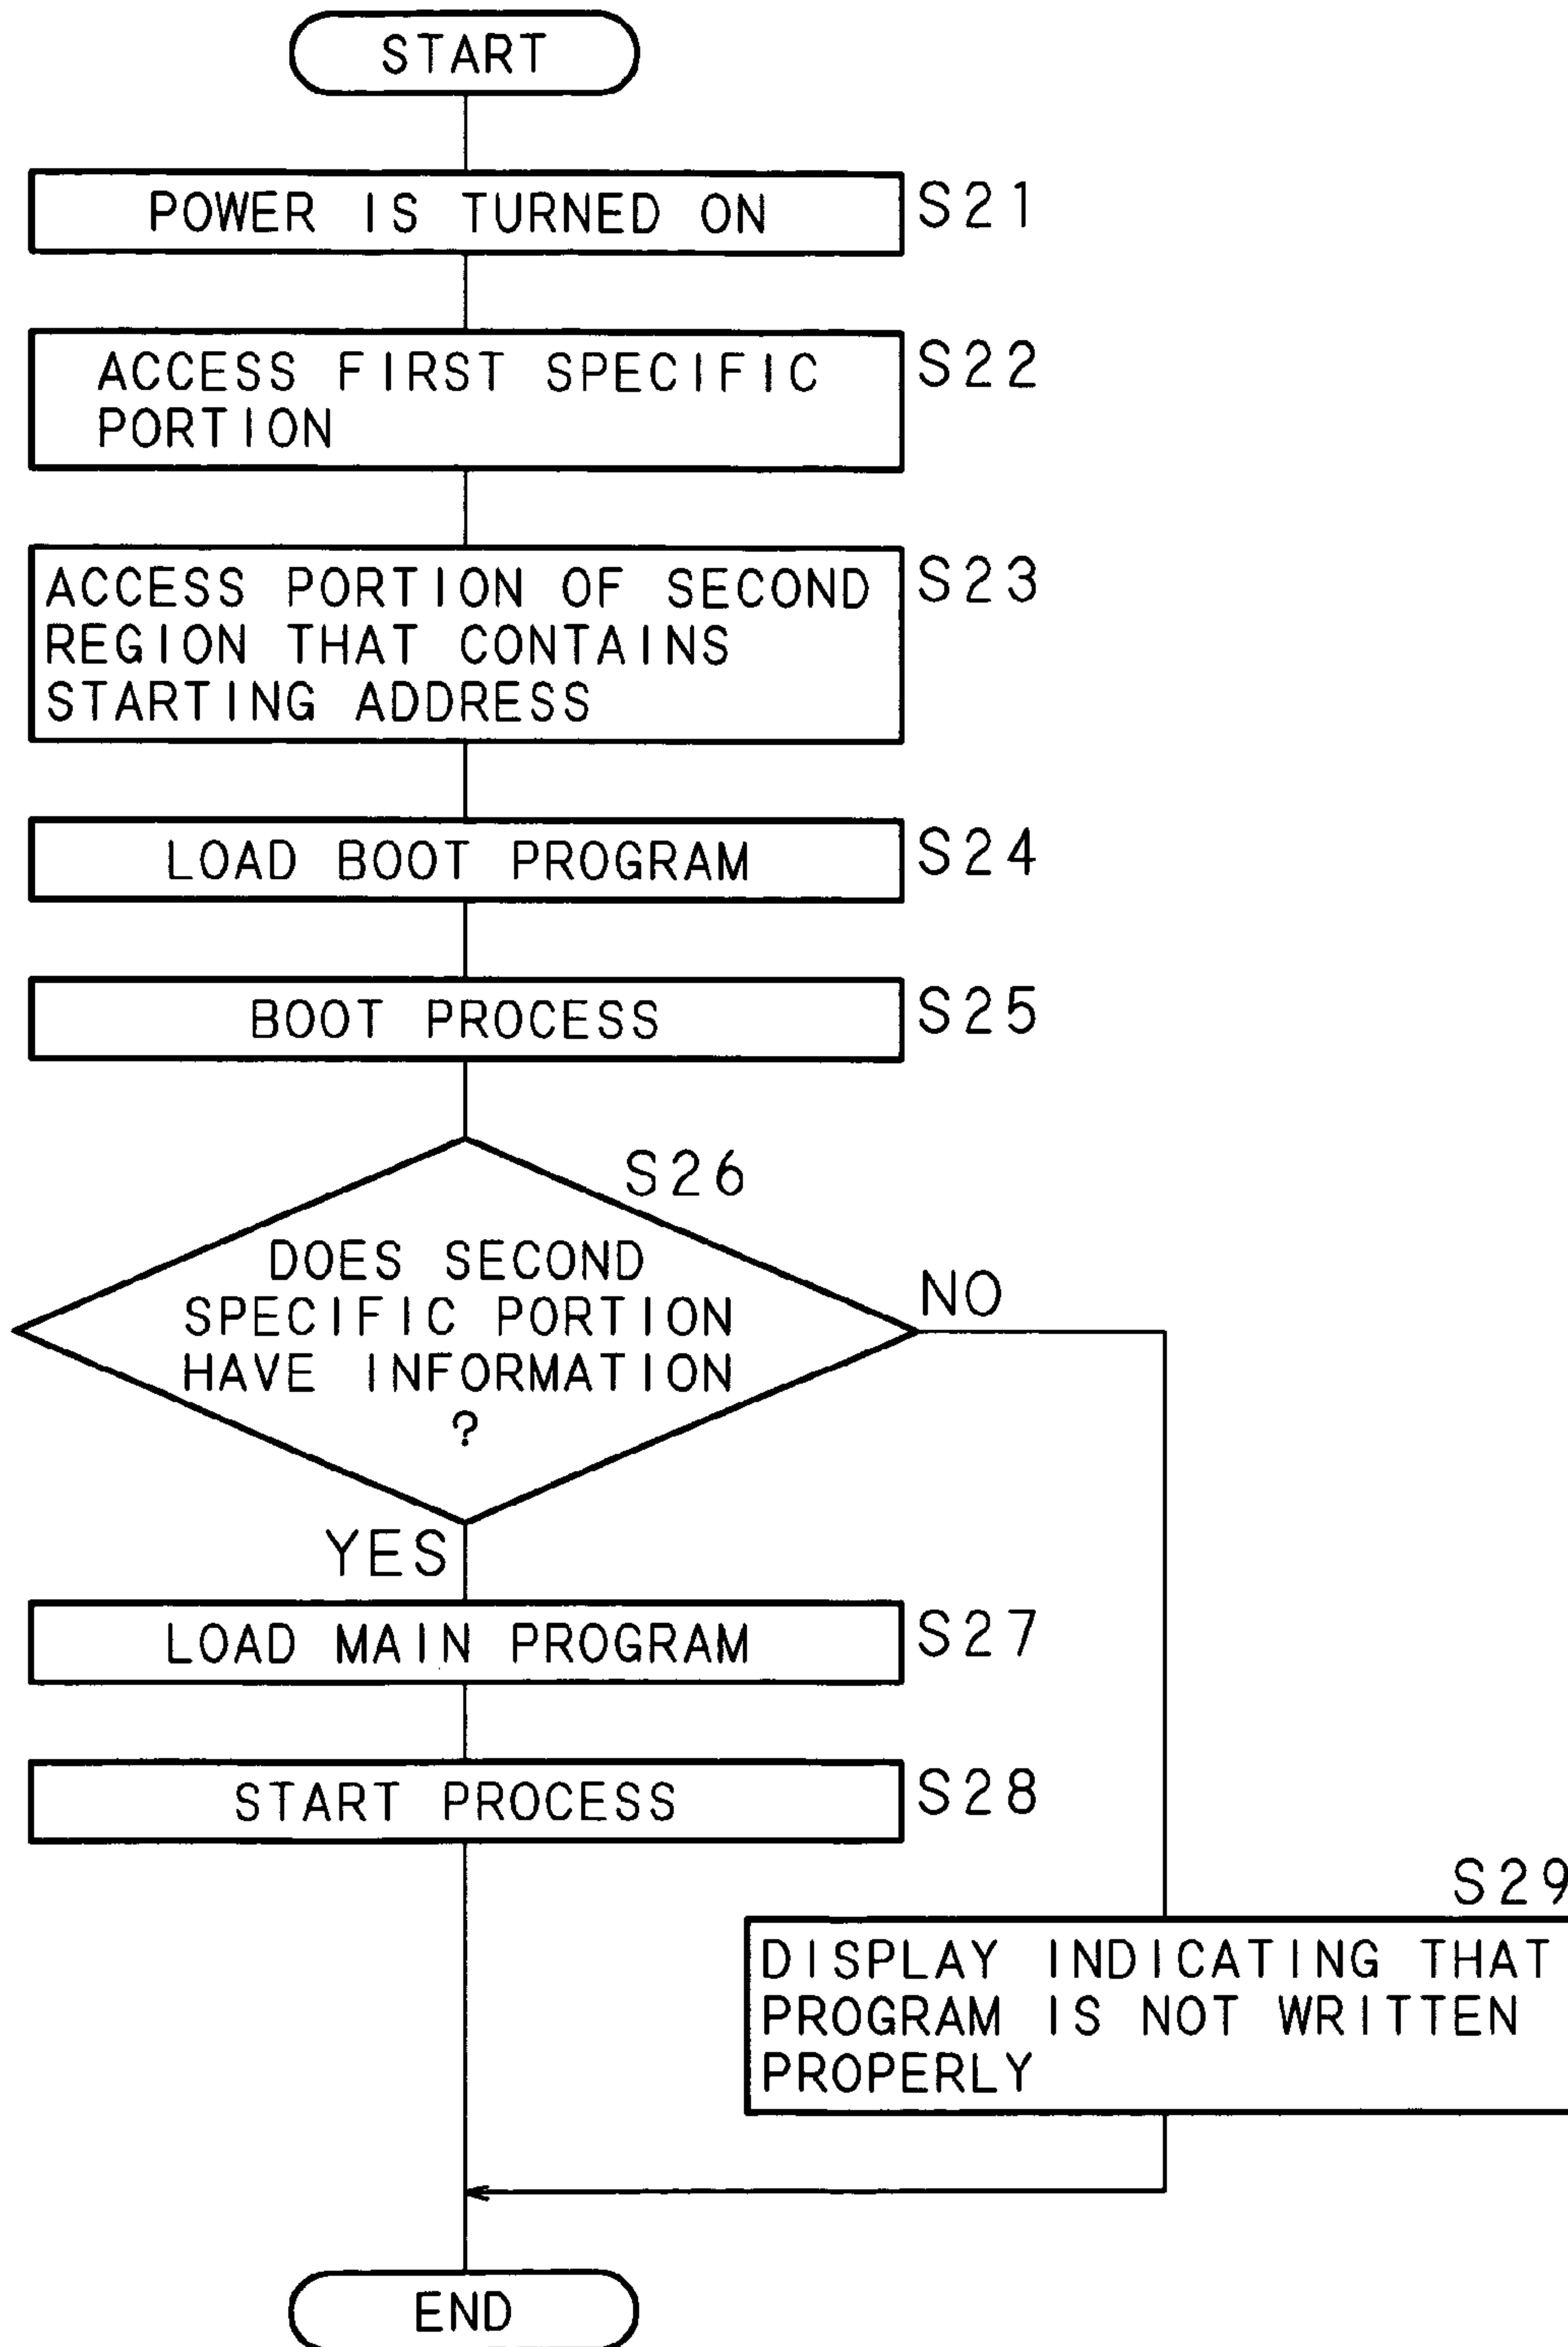 START
POWER IS TURNED ON
S21
ACCESS FIRST SPECIFIC
PORTION
S22
ACCESS PORTION OF SECOND
REGION THAT CONTAINS
STARTING ADDRESS
S23
LOAD BOOT PROGRAM
S24
BOOT PROCESS
S25
S26
DOES SECOND
SPECIFIC PORTION
HAVE INFORMATION
?
NO
YES
LOAD MAIN PROGRAM
S27
START PROCESS
S28
S29
DISPLAY INDICATING THAT
PROGRAM IS NOT WRITTEN
PROPERLY
END